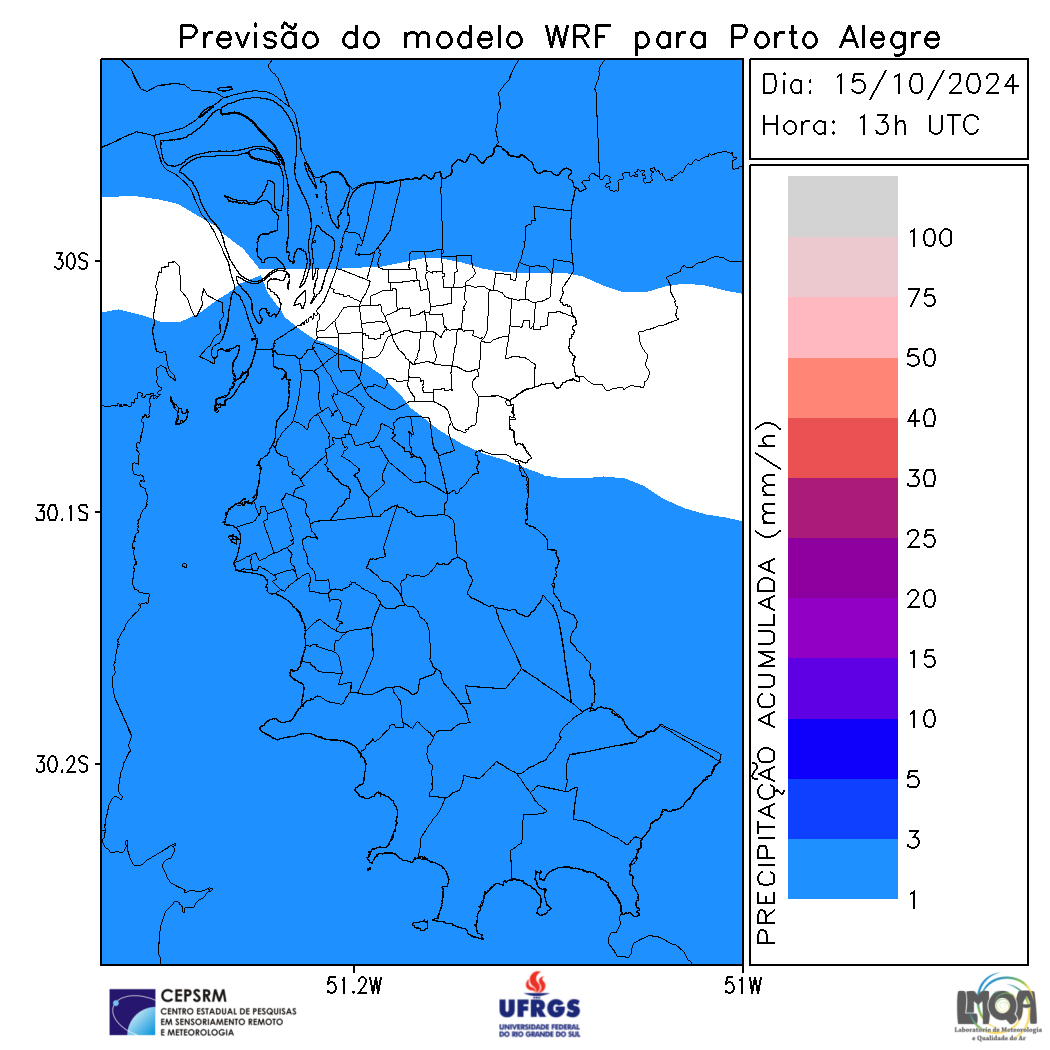 Previsão do modelo WRF para Porto Alegre
Dia: 15/10/2024
Hora: 13h UTC
30S
30.1S
30.2S
51.2W
51W
PRECIPITAÇÃO ACUMULADA (mm/h)
100
75
50
40
30
25
20
15
10
5
3
1
CEPSRM
CENTRO ESTADUAL DE PESQUISAS
EM SENSORIAMENTO REMOTO
E METEOROLOGIA
UFRGS
UNIVERSIDADE FEDERAL
DO RIO GRANDE DO SUL
LMQA
Laboratório de Meteorologia
e Qualidade do Ar